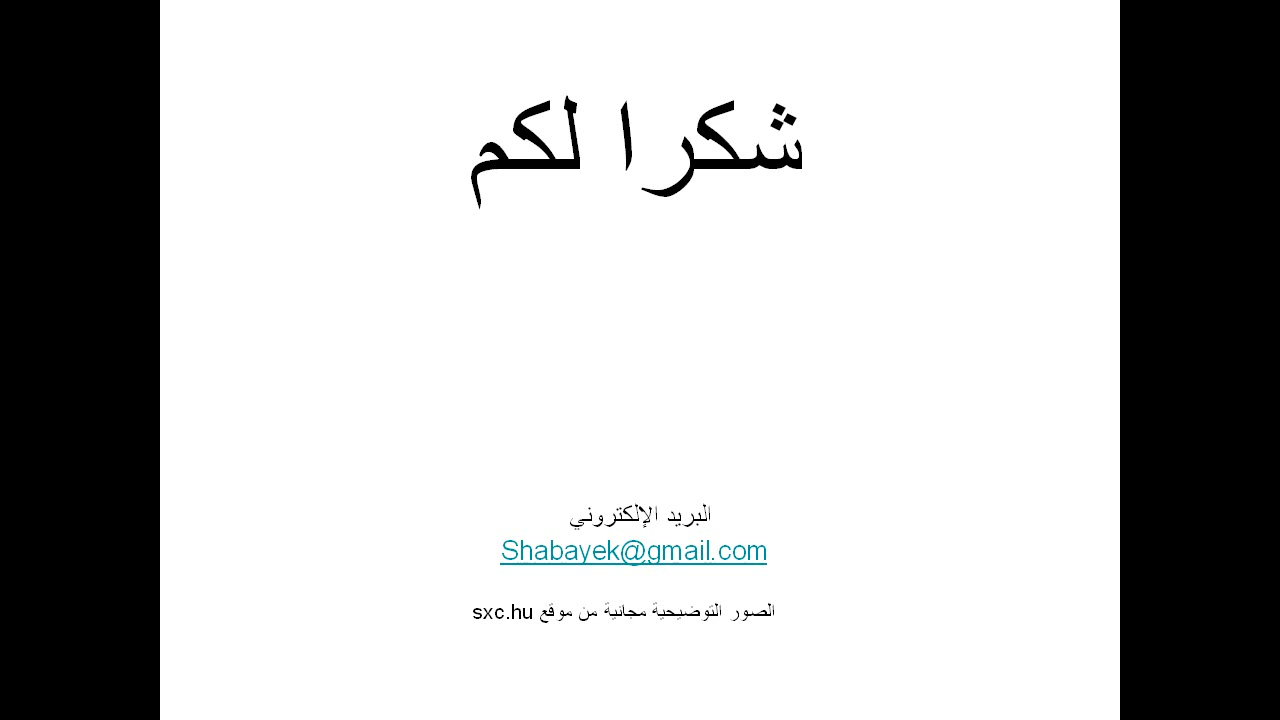 شكرا لكم
البريد الإلكتروني
Shabayek@gmail.com
الصور التوضيحية مجانية من موقع sxc.hu